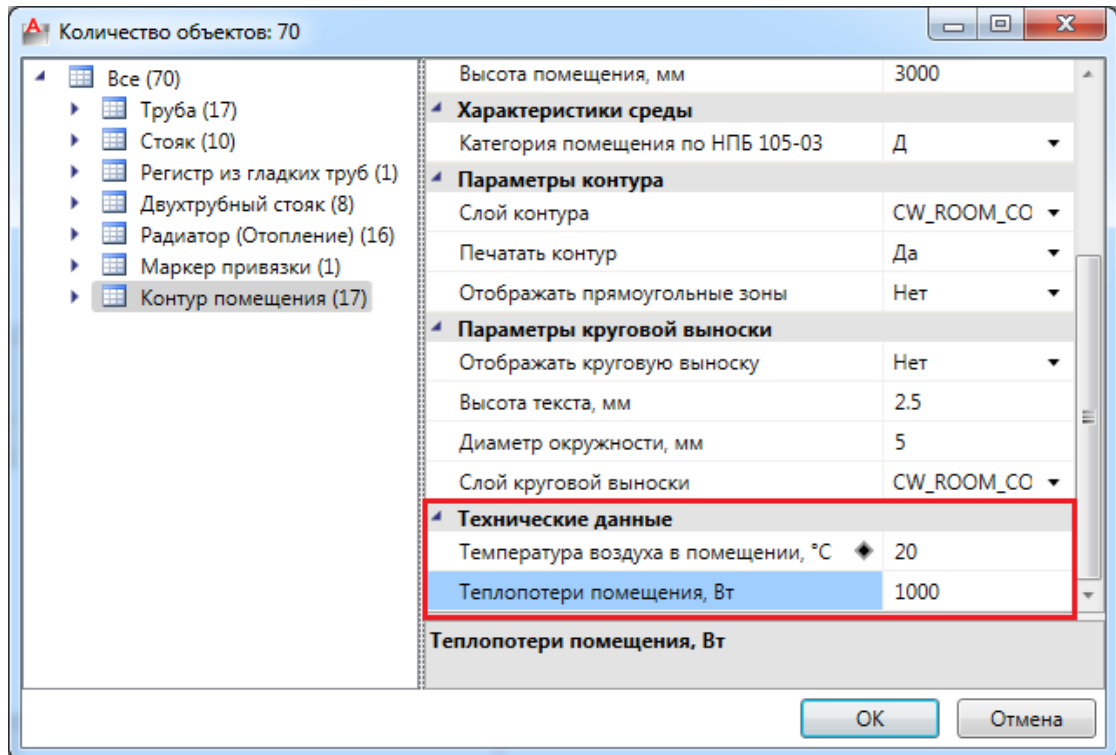 Количество объектов: 70
Все (70)
Труба (17)
Стояк (10)
Регистр из гладких труб (1)
Двухтрубный стояк (8)
Радиатор (Отопление) (16)
Маркер привязки (1)
Контур помещения (17)
Высота помещения, мм 3000
Характеристики среды
Категория помещения по НПБ 105-03 Д
Параметры контура
Слой контура CW_ROOM_CO
Печатать контур Да
Отображать прямоугольные зоны Нет
Параметры круговой выноски
Отображать круговую выноску Нет
Высота текста, мм 2.5
Диаметр окружности, мм 5
Слой круговой выноски CW_ROOM_CO
Технические данные
Температура воздуха в помещении, °C 20
Теплопотери помещения, Вт 1000
Теплопотери помещения, Вт
OK Отмена